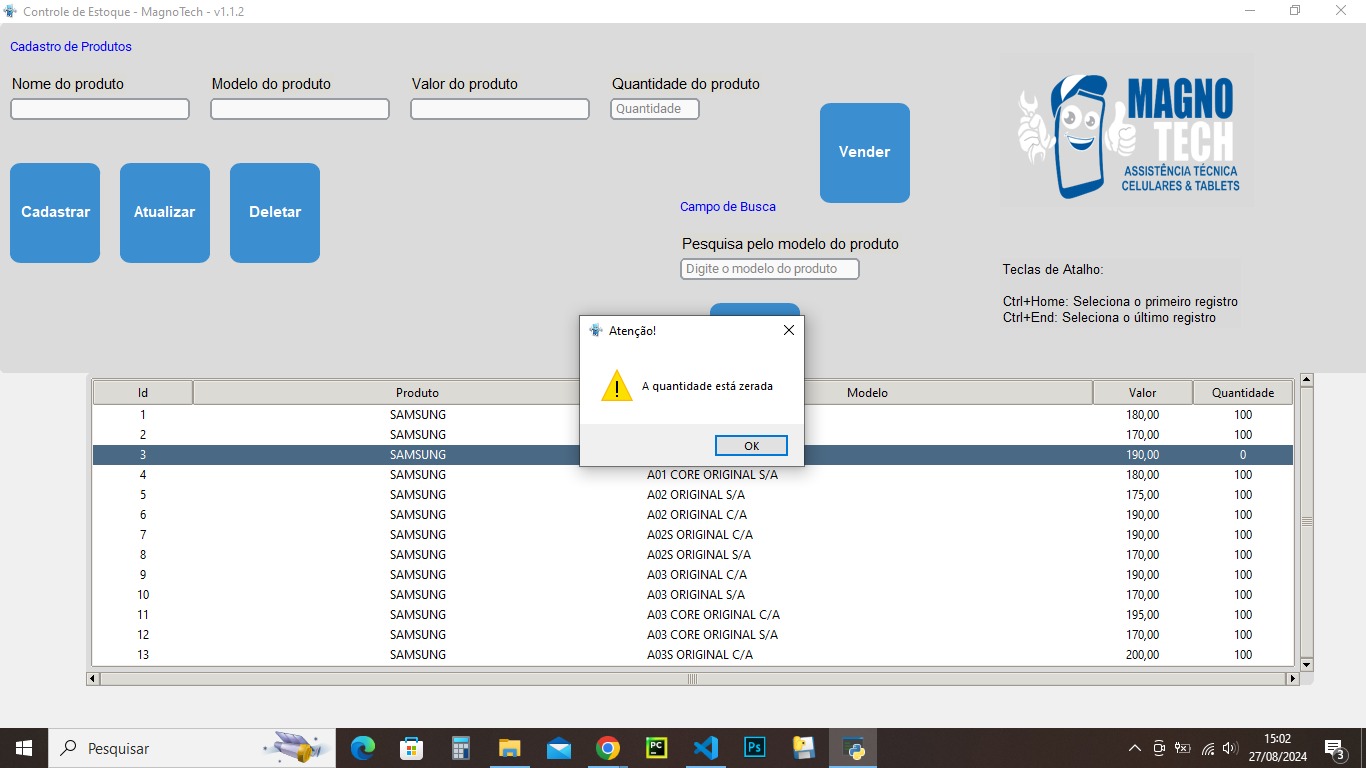 Controle de Estoque - MagnoTech - v1.1.2
Cadastro de Produtos
Nome do produto
Modelo do produto
Valor do produto
Quantidade do produto
Quantidade
Cadastrar
Atualizar
Deletar
Vender
MAGNO
TECH
ASSISTÊNCIA TÉCNICA
CELULARES & TABLETS
Campo de Busca
Pesquisa pelo modelo do produto
Digite o modelo do produto
Teclas de Atalho:
Ctrl+Home: Seleciona o primeiro registro
Ctrl+End: Seleciona o último registro
Atenção!
A quantidade está zerada
OK
Id Produto Modelo Valor Quantidade
1 SAMSUNG 180,00 100
2 SAMSUNG 170,00 100
3 SAMSUNG 190,00 0
4 SAMSUNG A01 CORE ORIGINAL S/A 180,00 100
5 SAMSUNG A02 ORIGINAL S/A 175,00 100
6 SAMSUNG A02 ORIGINAL C/A 190,00 100
7 SAMSUNG A02S ORIGINAL C/A 190,00 100
8 SAMSUNG A02S ORIGINAL S/A 170,00 100
9 SAMSUNG A03 ORIGINAL C/A 190,00 100
10 SAMSUNG A03 ORIGINAL S/A 170,00 100
11 SAMSUNG A03 CORE ORIGINAL C/A 195,00 100
12 SAMSUNG A03 CORE ORIGINAL S/A 170,00 100
13 SAMSUNG A03S ORIGINAL C/A 200,00 100
Pesquisar
PC
Ps
15:02
27/08/2024
3